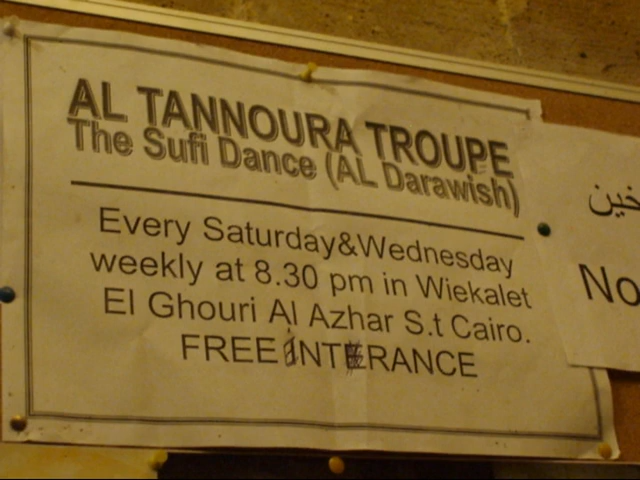 AL TANNOURA TROUPE
The Sufi Dance (AL Darawish)
Every Saturday&Wednesday
weekly at 8.30 pm in Wiekalet
El Ghouri Al Azhar S.t Cairo.
FREE INTRANCE
No